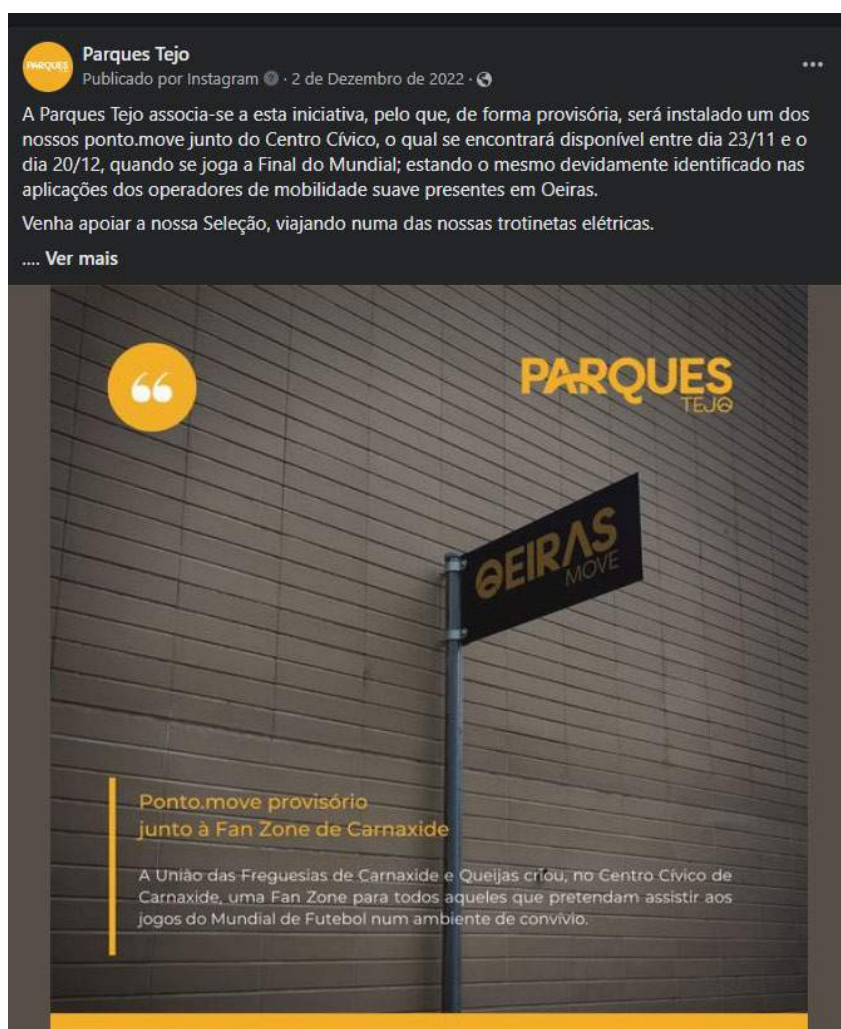 PARQUES
Parques Tejo
Publicado por Instagram · 2 de Dezembro de 2022 ·
A Parques Tejo associa-se a esta iniciativa, pelo que, de forma provisória, será instalado um dos
nossos ponto.move junto do Centro Cívico, o qual se encontrará disponível entre dia 23/11 e o
dia 20/12, quando se joga a Final do Mundial; estando o mesmo devidamente identificado nas
aplicações dos operadores de mobilidade suave presentes em Oeiras.
Venha apoiar a nossa Seleção, viajando numa das nossas trotinetas elétricas.
.... Ver mais
PARQUES
TEJO
OEIRAS
MOVE
Ponto.move provisório
junto à Fan Zone de Carnaxide
A União das Freguesias de Carnaxide e Queijas criou, no Centro Cívico de
Carnaxide, uma Fan Zone para todos aqueles que pretendam assistir aos
jogos do Mundial de Futebol num ambiente de convívio.